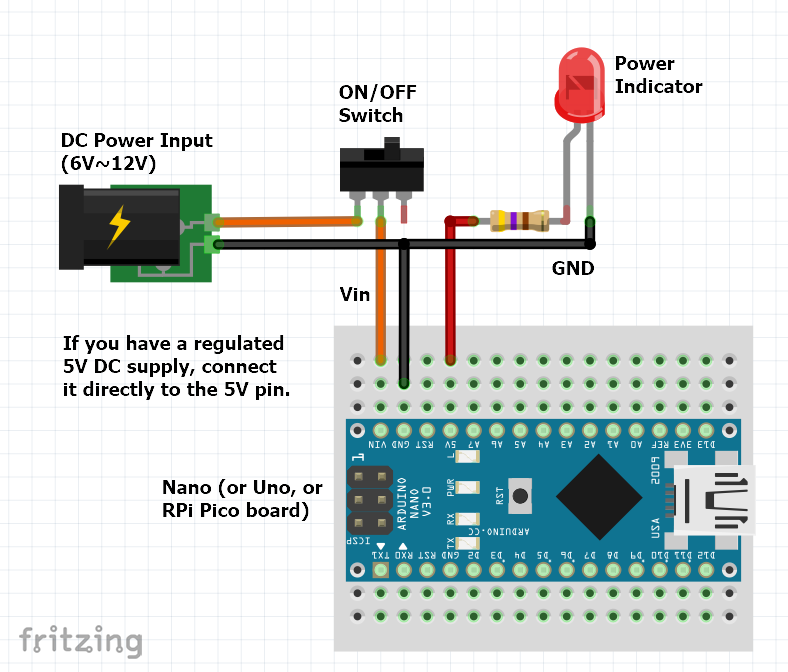 Power
Indicator
ON/OFF
Switch
DC Power Input
(6V~12V)
GND
Vin
If you have a regulated
5V DC supply, connect
it directly to the 5V pin.
Nano (or Uno, or
RPi Pico board)
VIN GND RST 5V A7 A6 A5 A4 A3 A2 A1 A0 REF 3V3 D13
L
PWR
RX
TX
RST
ARDUINO
NANO
V3.0
ARDUINO.CC
ICSP
2009
USA
TX1 RX0 RST GND D2 D3 D4 D5 D6 D7 D8 D9 D10 D11 D12
fritzing